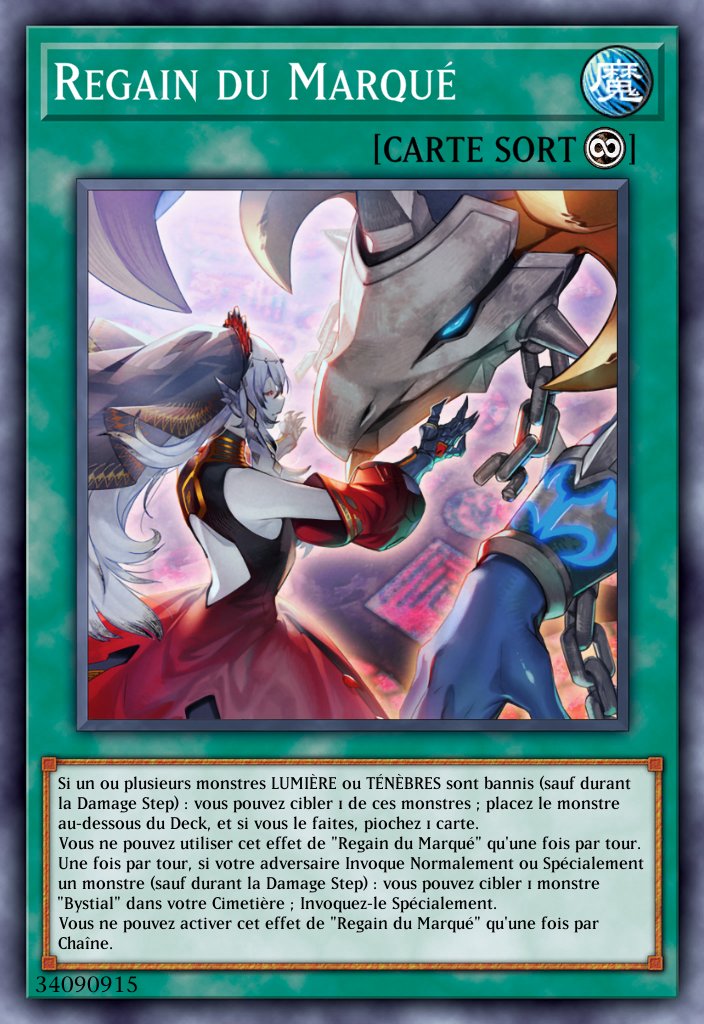 Regain du Marqué
魔
[CARTE SORT ∞]
Si un ou plusieurs monstres LUMIÈRE ou TÉNÈBRES sont bannis (sauf durant
la Damage Step) : vous pouvez cibler 1 de ces monstres ; placez le monstre
au-dessous du Deck, et si vous le faites, piochez 1 carte.
Vous ne pouvez utiliser cet effet de "Regain du Marqué" qu'une fois par tour.
Une fois par tour, si votre adversaire Invoque Normalement ou Spécialement
un monstre (sauf durant la Damage Step) : vous pouvez cibler 1 monstre
"Bystial" dans votre Cimetière ; Invoquez-le Spécialement.
Vous ne pouvez activer cet effet de "Regain du Marqué" qu'une fois par
Chaîne.
34090915